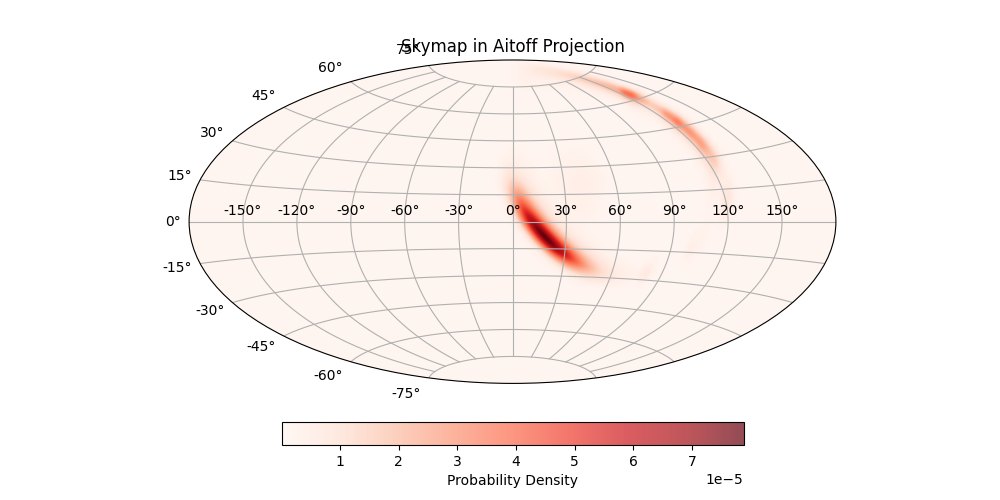 Skymap in Aitoff Projection
75°
60°
45°
30°
15°
-150° -120° -90° -60° -30° 0° 30° 60° 90° 120° 150°
0°
-15°
-30°
-45°
-60°
-75°
1 2 3 4 5 6 7
1e−5
Probability Density